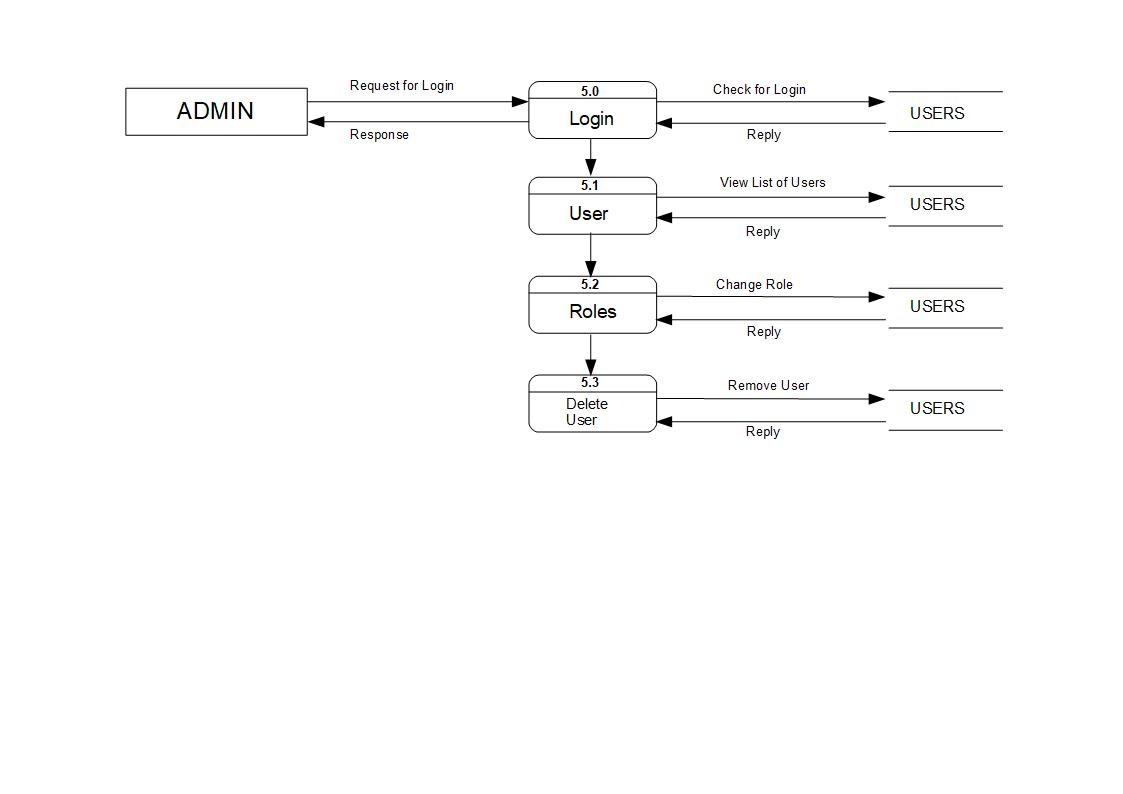 Request for Login
ADMIN
Response
5.0
Login
Check for Login
Reply
USERS
5.1
User
View List of Users
Reply
USERS
5.2
Roles
Change Role
Reply
USERS
5.3
Delete
User
Remove User
Reply
USERS